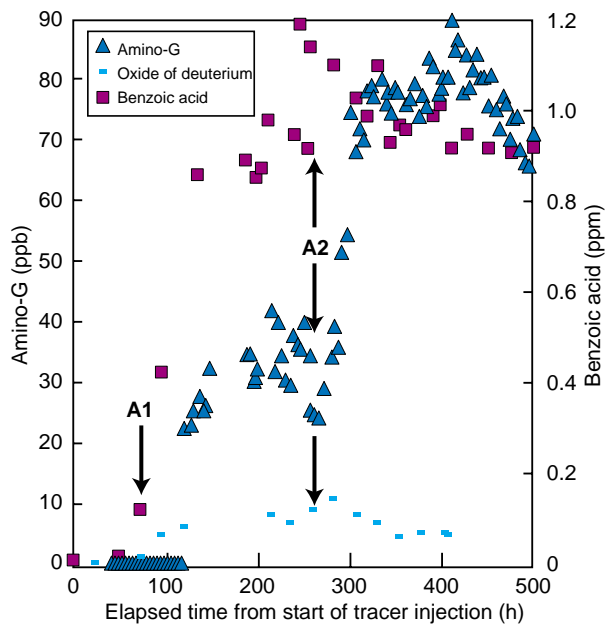 90
80
70
60
50
40
30
20
10
0
Amino-G (ppb)
Amino-G
Oxide of deuterium
Benzoic acid
A1
A2
1.2
1.0
0.8
0.6
0.4
0.2
0
Benzoic acid (ppm)
0 100 200 300 400 500
Elapsed time from start of tracer injection (h)